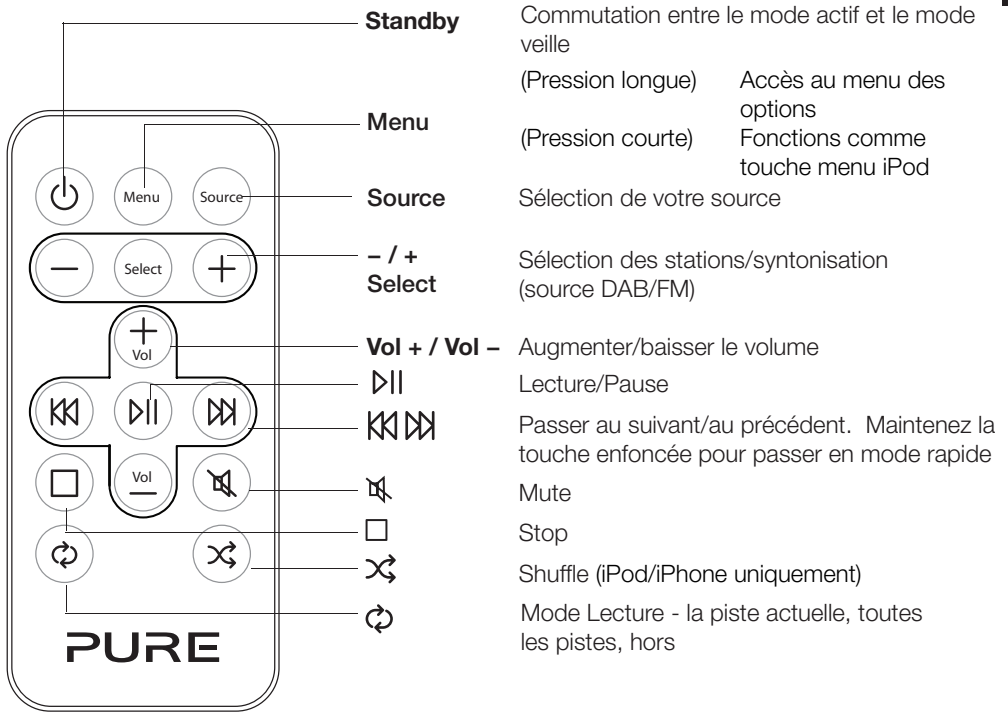 Standby Commutation entre le mode actif et le mode
veille
(Pression longue) Accès au menu des
options
Menu
(Pression courte) Fonctions comme
touche menu iPod
Source Sélection de votre source
– / +
Select
Sélection des stations/syntonisation
(source DAB/FM)
Vol + / Vol – Augmenter/baisser le volume
Lecture/Pause
Passer au suivant/au précédent. Maintenez la
touche enfoncée pour passer en mode rapide
Mute
Stop
Shuffle (iPod/iPhone uniquement)
Mode Lecture - la piste actuelle, toutes
les pistes, hors
Menu Source
– Select +
+
Vol
Vol
–
PURE